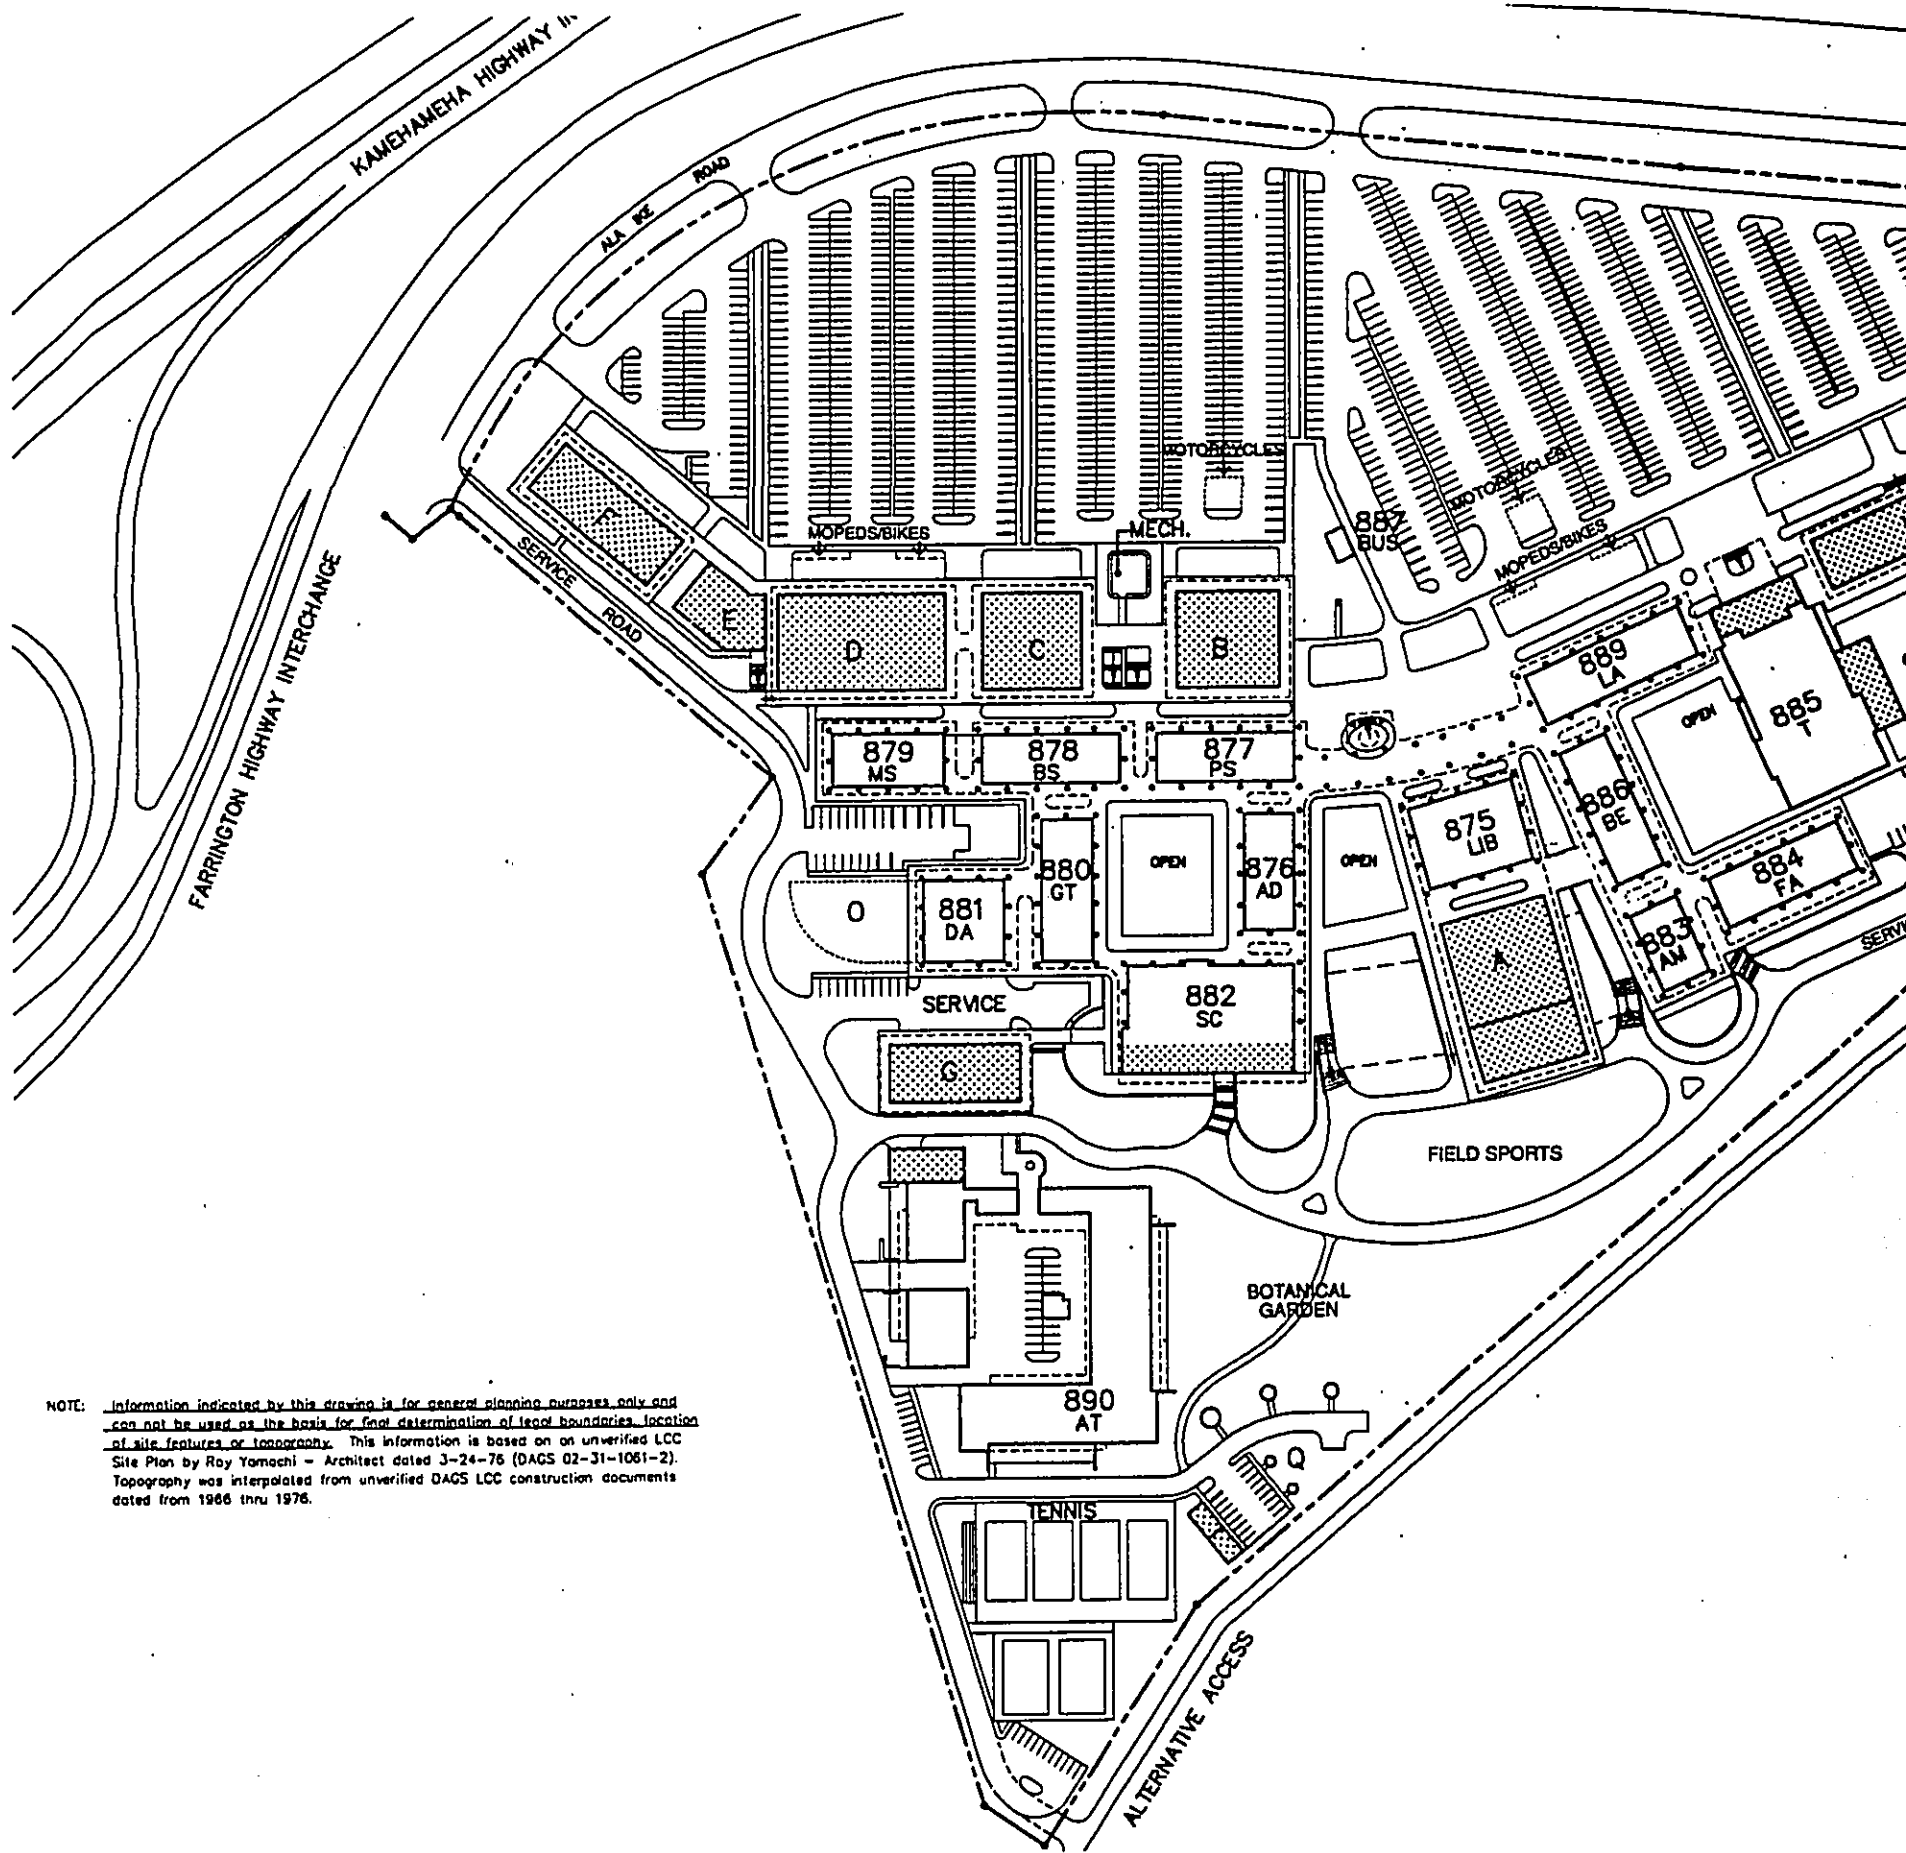 KAMEHAMEHA HIGHWAY
ALA IKE ROAD
FARRINGTON HIGHWAY INTERCHANGE
SERVICE ROAD
MOTORCYCLES
MOTORCYCLES
MOPEDS/BIKES
MECH.
887
BUS
MOPEDS/BIKES
F
E
D
C
B
889
LA
885
T
OPEN
879
MS
878
BS
877
PS
886
BE
875
LIB
884
FA
880
GT
OPEN
876
AD
OPEN
O
881
DA
883
AM
A
SERVICE
882
SC
G
FIELD SPORTS
BOTANICAL
GARDEN
890
AT
Q
TENNIS
ALTERNATIVE ACCESS
NOTE: Information indicated by this drawing is for general planning purposes only and
can not be used as the basis for final determination of legal boundaries, location
of site features or topography. This information is based on an unverified LCC
Site Plan by Ray Yamachi - Architect dated 3-24-76 (DAGS 02-31-1061-2).
Topography was interpolated from unverified DAGS LCC construction documents
dated from 1966 thru 1976.